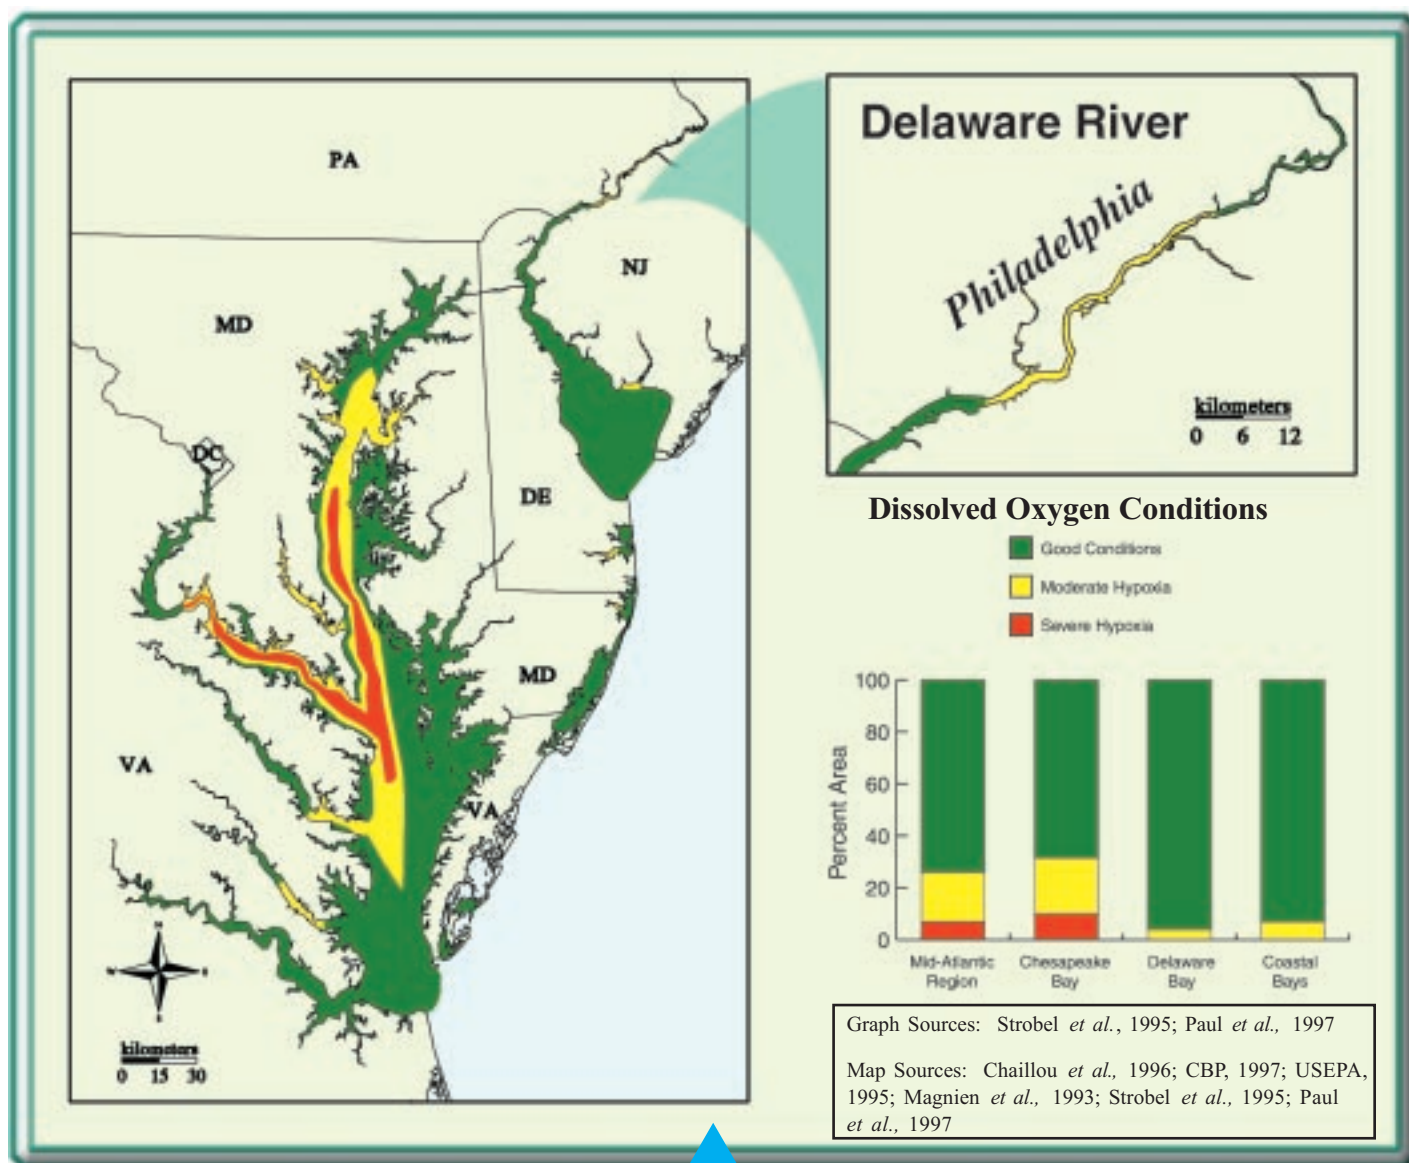 PA
NJ
MD
DC
DE
MD
VA
VA
N
W
E
S
kilometers
0 15 30
Delaware River
Philadelphia
kilometers
0 6 12
Dissolved Oxygen Conditions
Good Conditions
Moderate Hypoxia
Severe Hypoxia
Percent Area
100
80
60
40
20
0
Mid-Atlantic
Region
Chesapeake
Bay
Delaware
Bay
Coastal
Bays
Graph Sources: Strobel et al., 1995; Paul et al., 1997
Map Sources: Chaillou et al., 1996; CBP, 1997; USEPA,
1995; Magnien et al., 1993; Strobel et al., 1995; Paul
et al., 1997